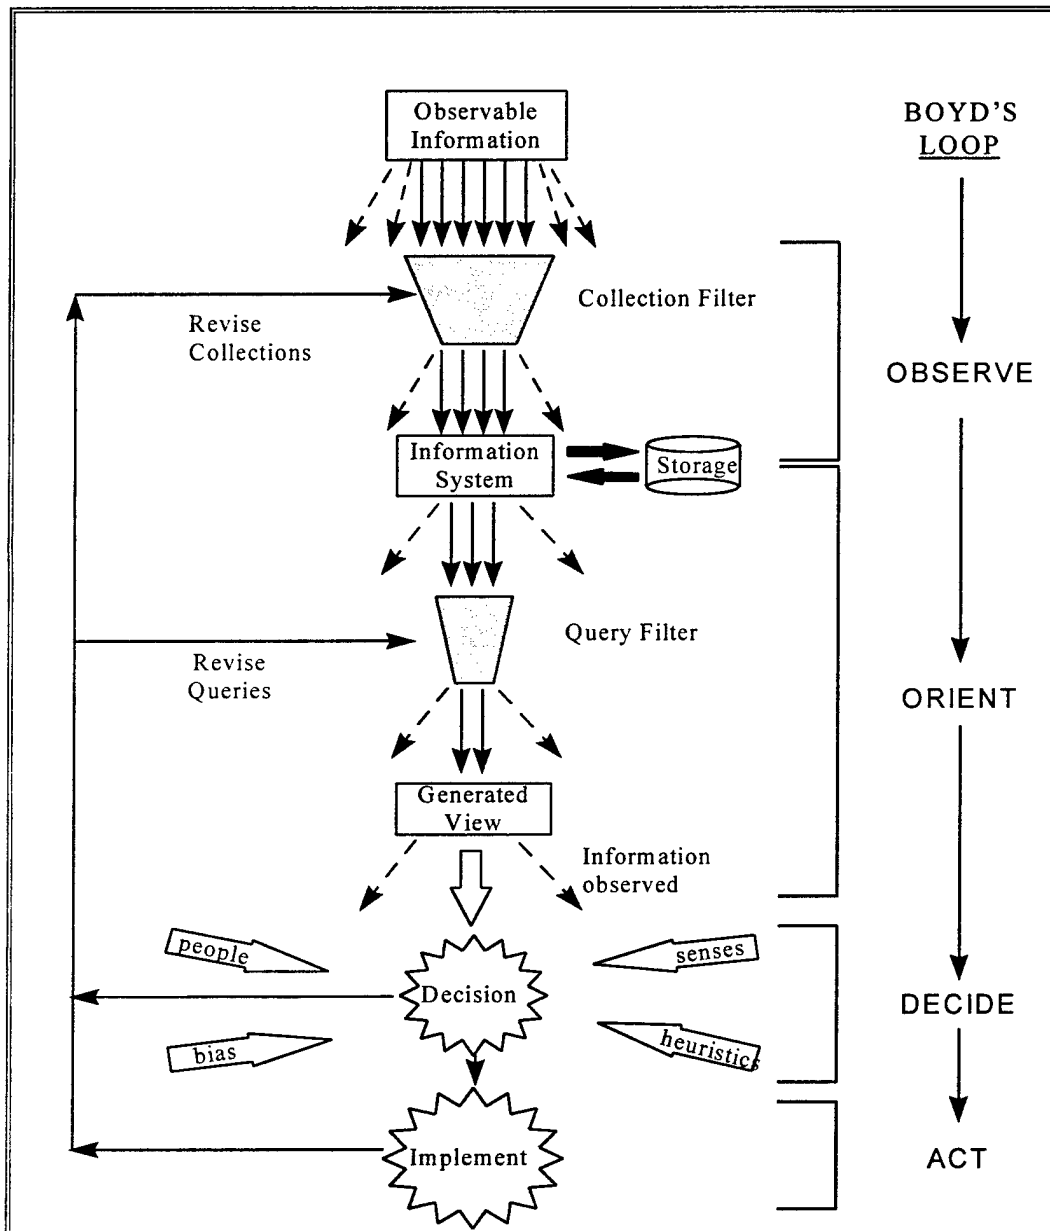 Observable
Information
BOYD'S
LOOP
Collection Filter
Revise
Collections
OBSERVE
Information
System
Storage
Query Filter
Revise
Queries
ORIENT
Generated
View
Information
observed
people
senses
Decision
DECIDE
bias
heuristics
Implement
ACT